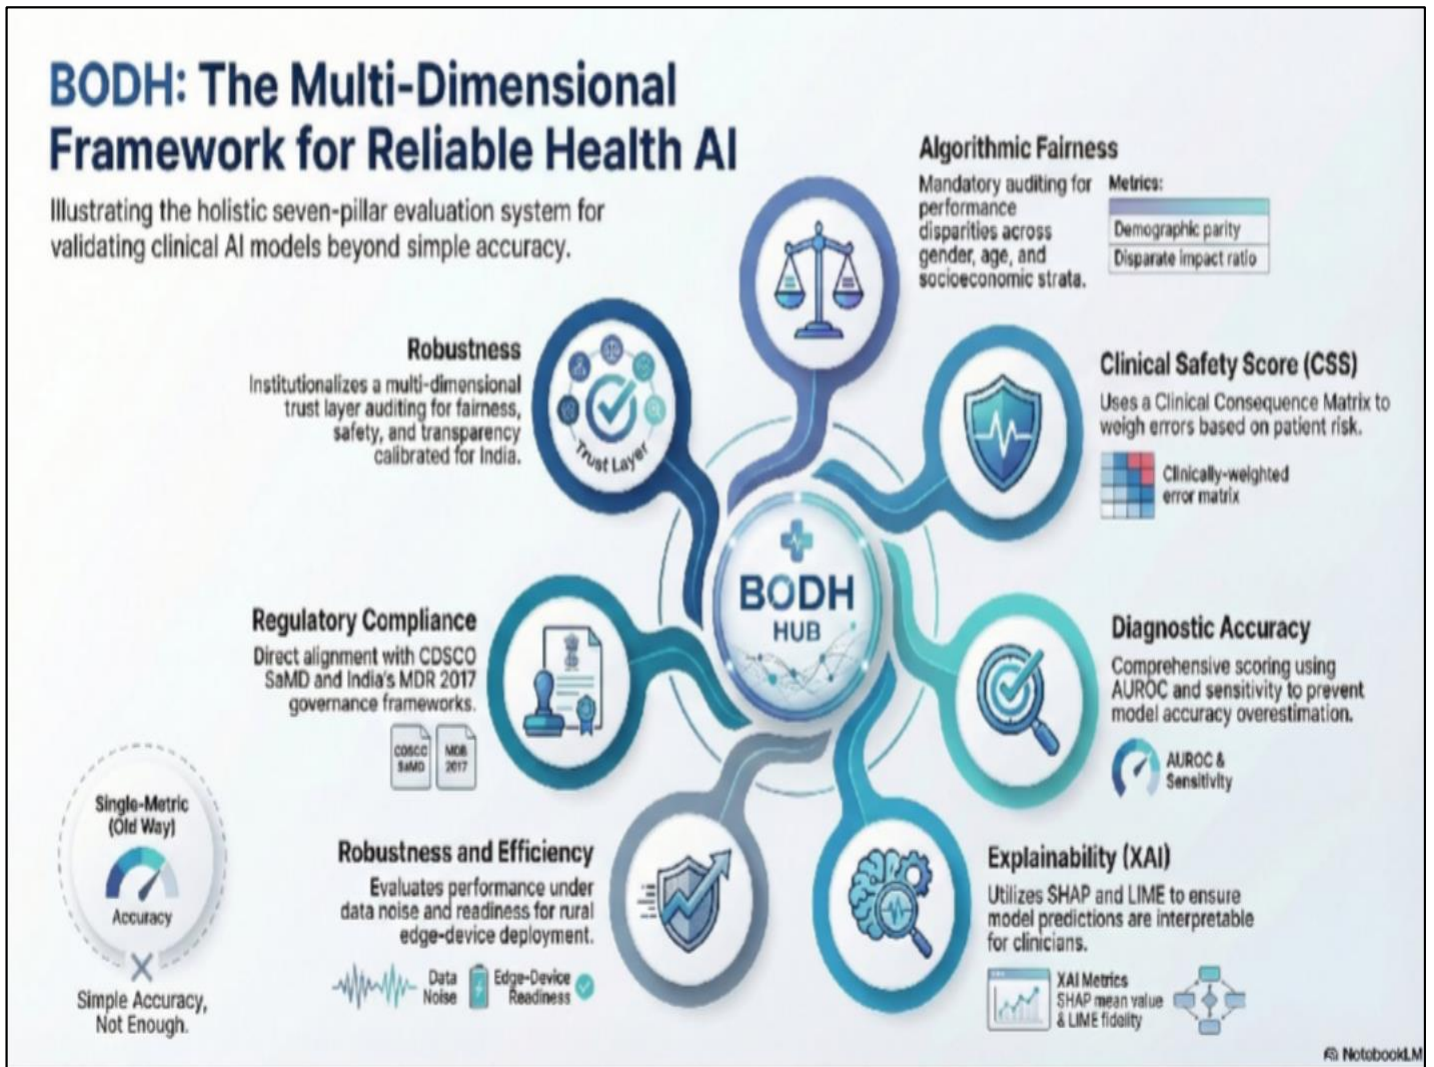 BODH: The Multi-Dimensional
Framework for Reliable Health AI
Illustrating the holistic seven-pillar evaluation system for
validating clinical AI models beyond simple accuracy.
Algorithmic Fairness
Mandatory auditing for
performance
disparities across
gender, age, and
socioeconomic strata.
Metrics:
Demographic parity
Disparate impact ratio
Robustness
Institutionalizes a multi-dimensional
trust layer auditing for fairness,
safety, and transparency
calibrated for India.
Trust Layer
Clinical Safety Score (CSS)
Uses a Clinical Consequence Matrix to
weigh errors based on patient risk.
Clinically-weighted
error matrix
BODH
HUB
Regulatory Compliance
Direct alignment with CDSCO
SaMD and India's MDR 2017
governance frameworks.
COSCC
SaMD
MDB
2017
Diagnostic Accuracy
Comprehensive scoring using
AUROC and sensitivity to prevent
model accuracy overestimation.
AUROC &
Sensitivity
Single-Metric
(Old Way)
Accuracy
Simple Accuracy,
Not Enough.
Robustness and Efficiency
Evaluates performance under
data noise and readiness for rural
edge-device deployment.
Data
Noise
Edge-Device
Readiness
Explainability (XAI)
Utilizes SHAP and LIME to ensure
model predictions are interpretable
for clinicians.
XAI Metrics
SHAP mean value
& LIME fidelity
NotebookLM